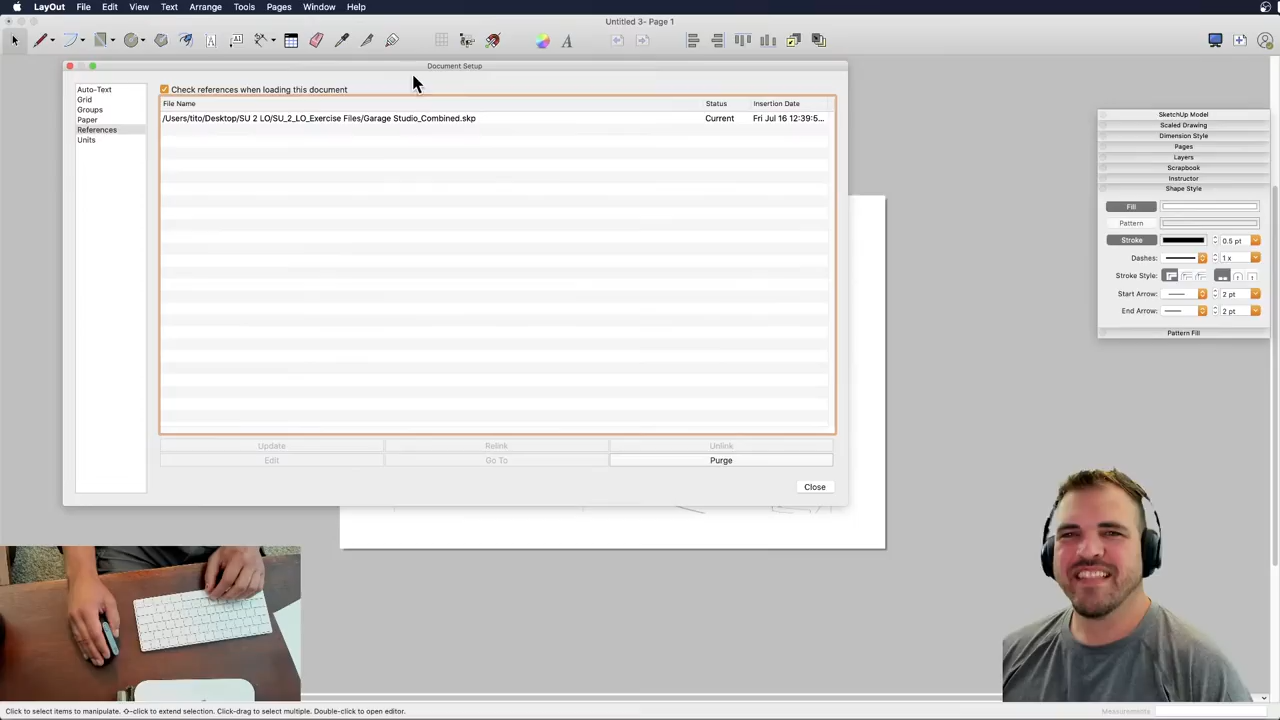 LayOut File Edit View Text Arrange Tools Pages Window Help
Untitled 3- Page 1
Document Setup
Auto-Text
Grid
Groups
Paper
References
Units
Check references when loading this document
File Name Status Insertion Date
/Users/tito/Desktop/SU 2 LO/SU_2_LO_Exercise Files/Garage Studio_Combined.skp Current Fri Jul 16 12:39:5...
Update Relink Unlink
Edit Go To Purge
Close
SketchUp Model
Scaled Drawing
Dimension Style
Pages
Layers
Scrapbook
Instructor
Shape Style
Fill
Pattern
Stroke 0.5 pt
Dashes: 1 x
Stroke Style:
Start Arrow: 2 pt
End Arrow: 2 pt
Pattern Fill
Click to select items to manipulate. ⇧-click to extend selection. Click-drag to select multiple. Double-click to open editor.
Measurements